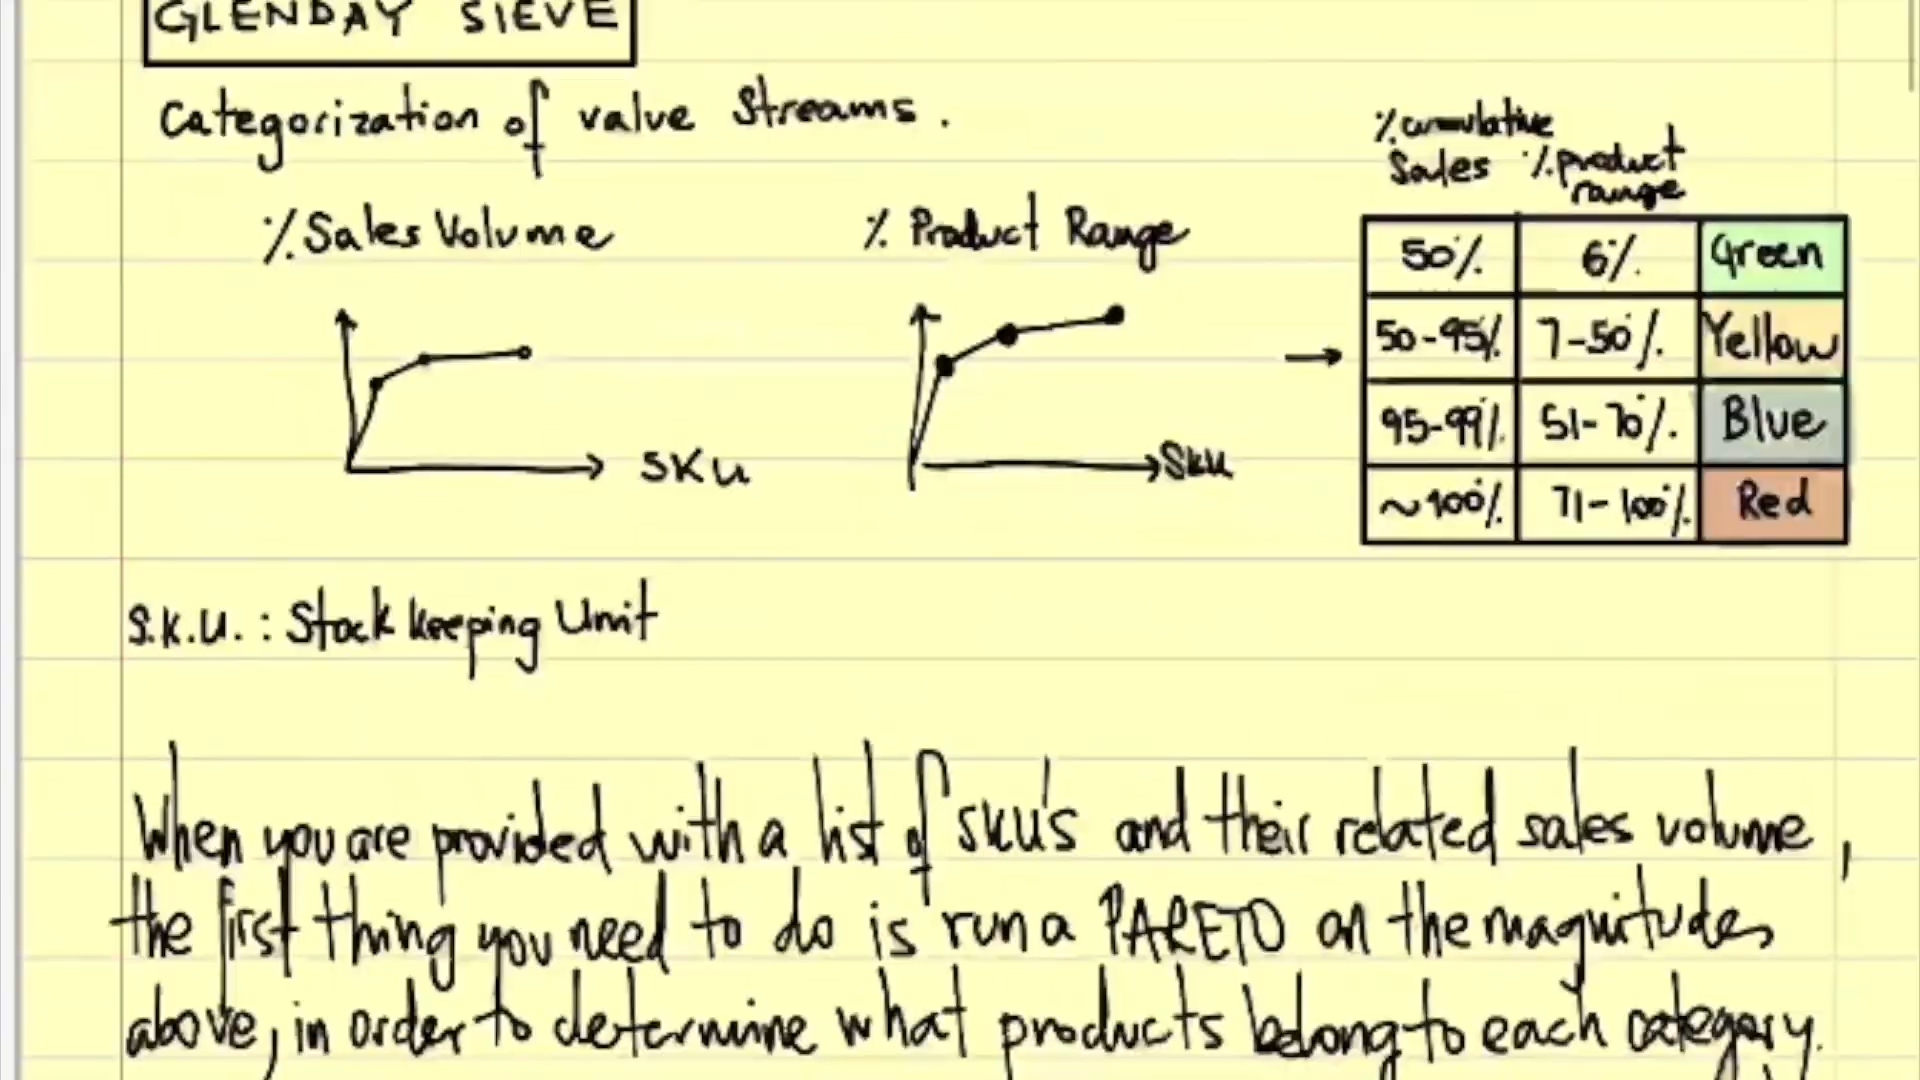 GLENDAY SIEVE
Categorization of value Streams.
% Sales Volume
% Product Range
% cumulative Sales
% product range
50% 6% Green
50-95% 7-50% Yellow
95-99% 51-70% Blue
~100% 71-100% Red
SKU
SKU
S.K.U. : Stock keeping Unit
When you are provided with a list of SKU's and their related sales volume,
the first thing you need to do is run a PARETO on the magnitudes
above, in order to determine what products belong to each category.